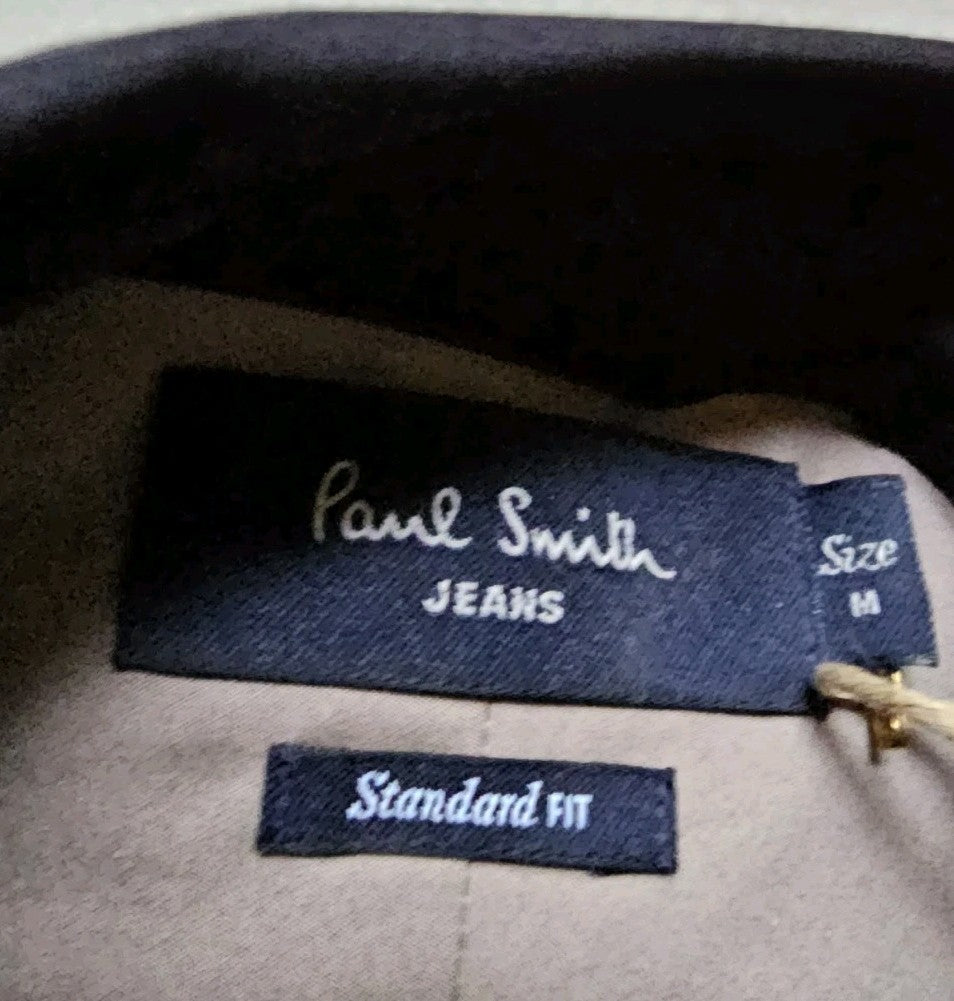 Paul Smith
JEANS
Size
M
Standard FIT